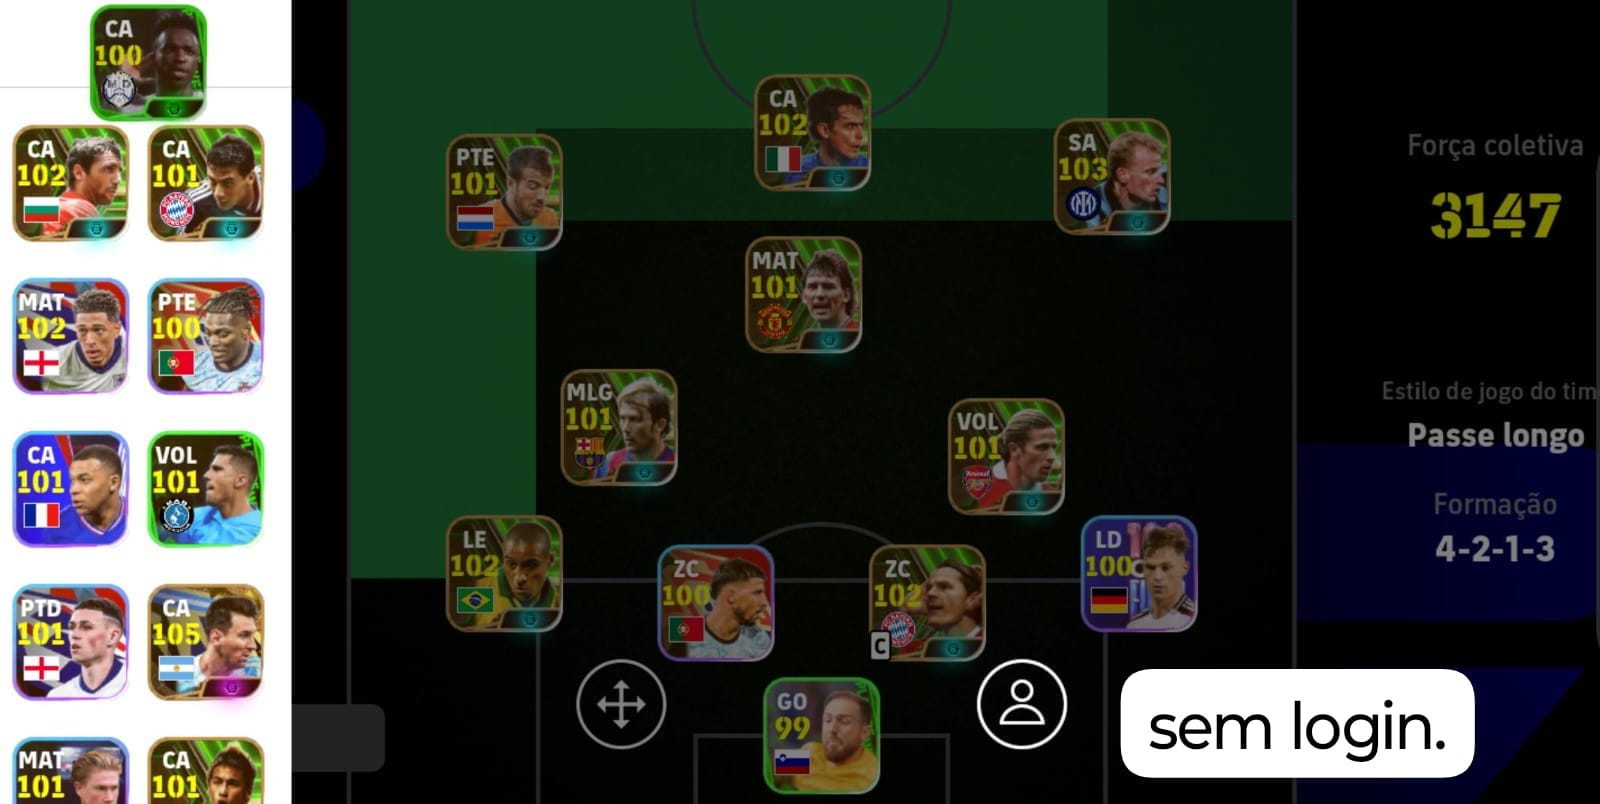 CA
100
CA
102
CA
101
MAT
102
PTE
100
CA
101
VOL
101
PTD
101
CA
105
MAT
101
CA
101
CA
102
PTE
101
SA
103
MAT
101
MLG
101
VOL
101
LE
102
ZC
100
ZC
102
C
LD
100
GO
99
Força coletiva
3147
Estilo de jogo do tim
Passe longo
Formação
4-2-1-3
sem login.